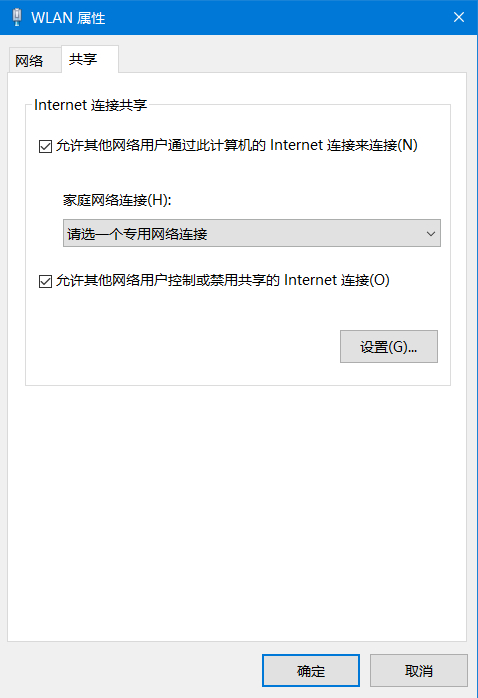 WLAN 属性
网络
共享
Internet 连接共享
允许其他网络用户通过此计算机的 Internet 连接来连接(N)
家庭网络连接(H):
请选一个专用网络连接
允许其他网络用户控制或禁用共享的 Internet 连接(O)
设置(G)...
确定
取消